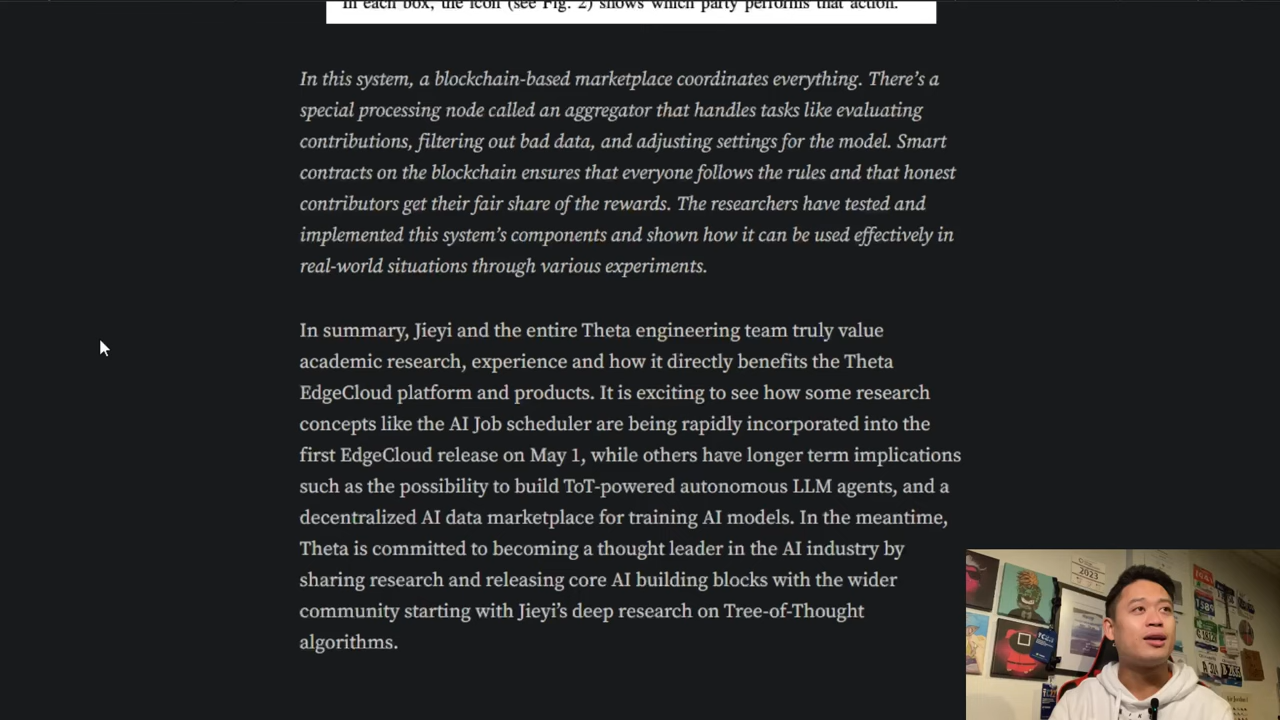 In each box, the icon (see Fig. 2) shows which party performs that action.
In this system, a blockchain-based marketplace coordinates everything. There's a
special processing node called an aggregator that handles tasks like evaluating
contributions, filtering out bad data, and adjusting settings for the model. Smart
contracts on the blockchain ensures that everyone follows the rules and that honest
contributors get their fair share of the rewards. The researchers have tested and
implemented this system's components and shown how it can be used effectively in
real-world situations through various experiments.
In summary, Jieyi and the entire Theta engineering team truly value
academic research, experience and how it directly benefits the Theta
EdgeCloud platform and products. It is exciting to see how some research
concepts like the AI Job scheduler are being rapidly incorporated into the
first EdgeCloud release on May 1, while others have longer term implications
such as the possibility to build ToT-powered autonomous LLM agents, and a
decentralized AI data marketplace for training AI models. In the meantime,
Theta is committed to becoming a thought leader in the AI industry by
sharing research and releasing core AI building blocks with the wider
community starting with Jieyi's deep research on Tree-of-Thought
algorithms.
2023